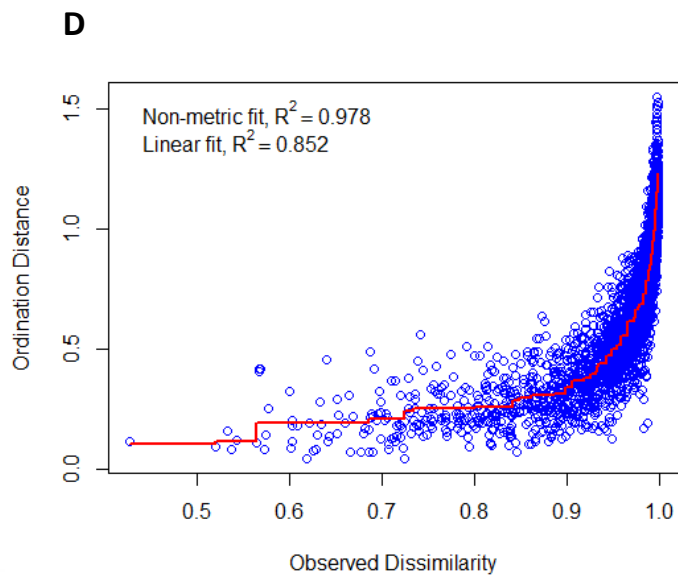 D
Non-metric fit, R² = 0.978
Linear fit, R² = 0.852
1.5
1.0
0.5
0.0
Ordination Distance
0.5 0.6 0.7 0.8 0.9 1.0
Observed Dissimilarity